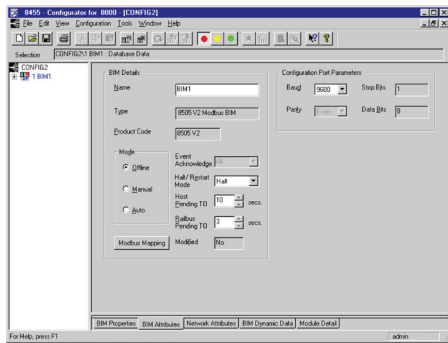 8455 - Configurator for 8000 - [CONFIG2]
File Edit View Configuration Tools Window Help
Selection CONFIG2\1 BIM1 : Database Data
CONFIG2
1 BIM1
BIM Details
Name BIM1
Type 8505 V2 Modbus BIM
Product Code 8505 V2
Mode
Offline
Manual
Auto
Event Acknowledge All
Halt/Restart Mode Halt
Host Pending TO 10 secs.
Railbus Pending TO 3 secs.
Modbus Mapping Modified No
Configuration Port Parameters
Baud 9600 Stop Bits 1
Parity Even Data Bits 8
BIM Properties BIM Attributes Network Attributes BIM Dynamic Data Module Detail
For Help, press F1 admin